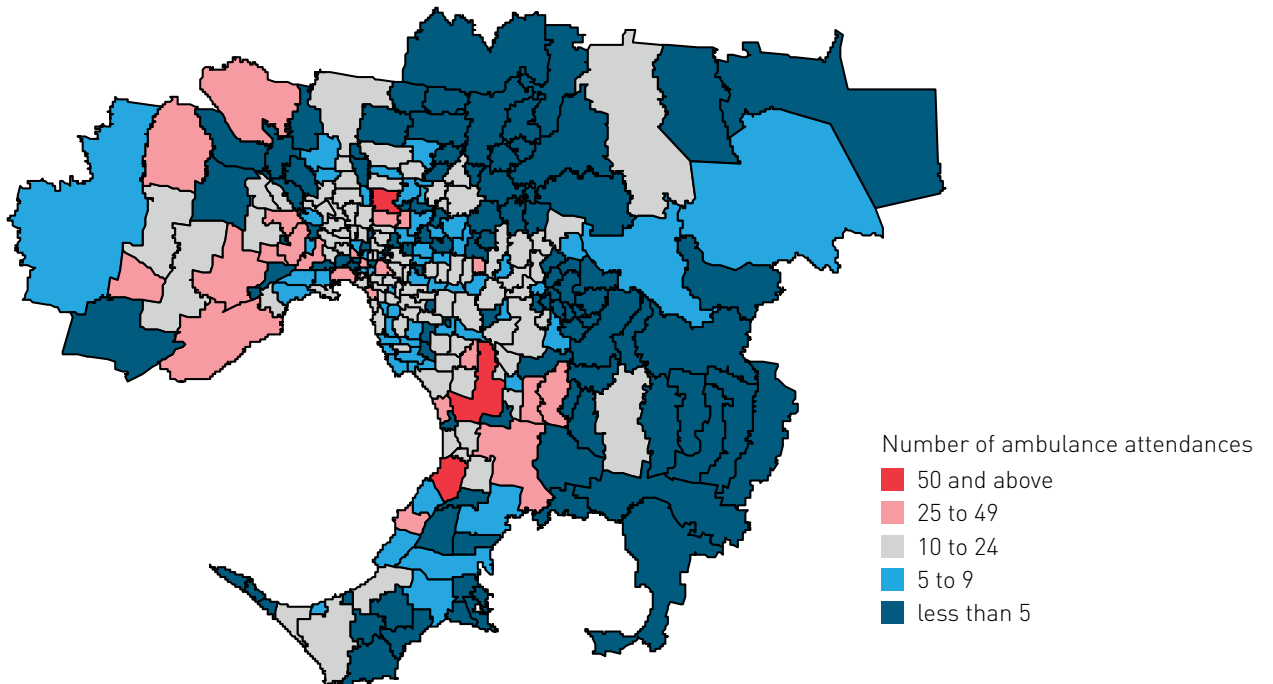 Number of ambulance attendances
50 and above
25 to 49
10 to 24
5 to 9
less than 5